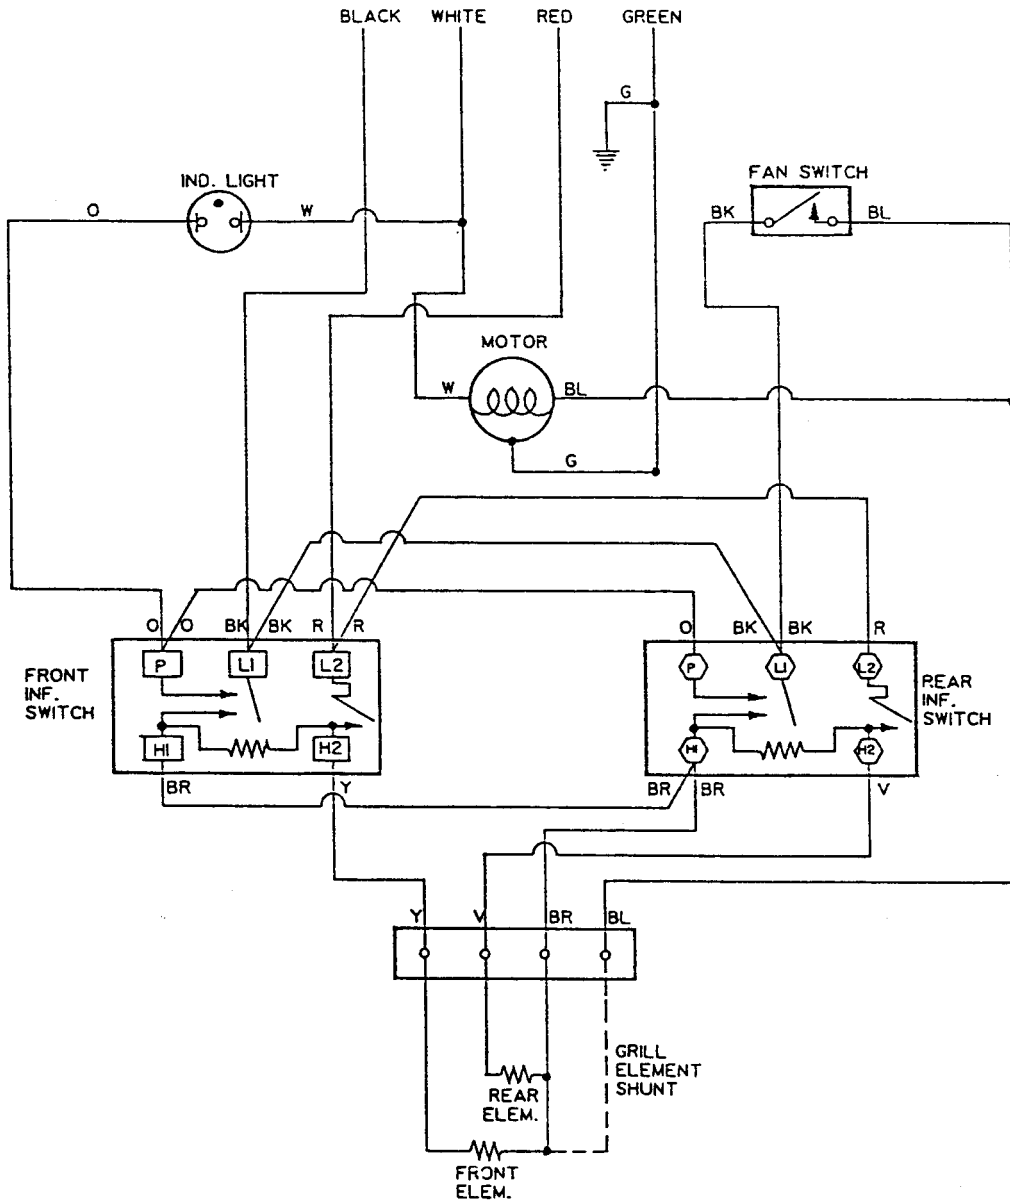 BLACK WHITE RED GREEN
G
IND. LIGHT
FAN SWITCH
O W
BK BL
MOTOR
W BL
G
O O BK BK R R
O BK BK R
FRONT
INF.
SWITCH
P L1 L2
H1 H2
P L1 L2
H1 H2
REAR
INF.
SWITCH
BR Y
BR BR V
Y V BR BL
GRILL
ELEMENT
SHUNT
REAR
ELEM.
FRONT
ELEM.